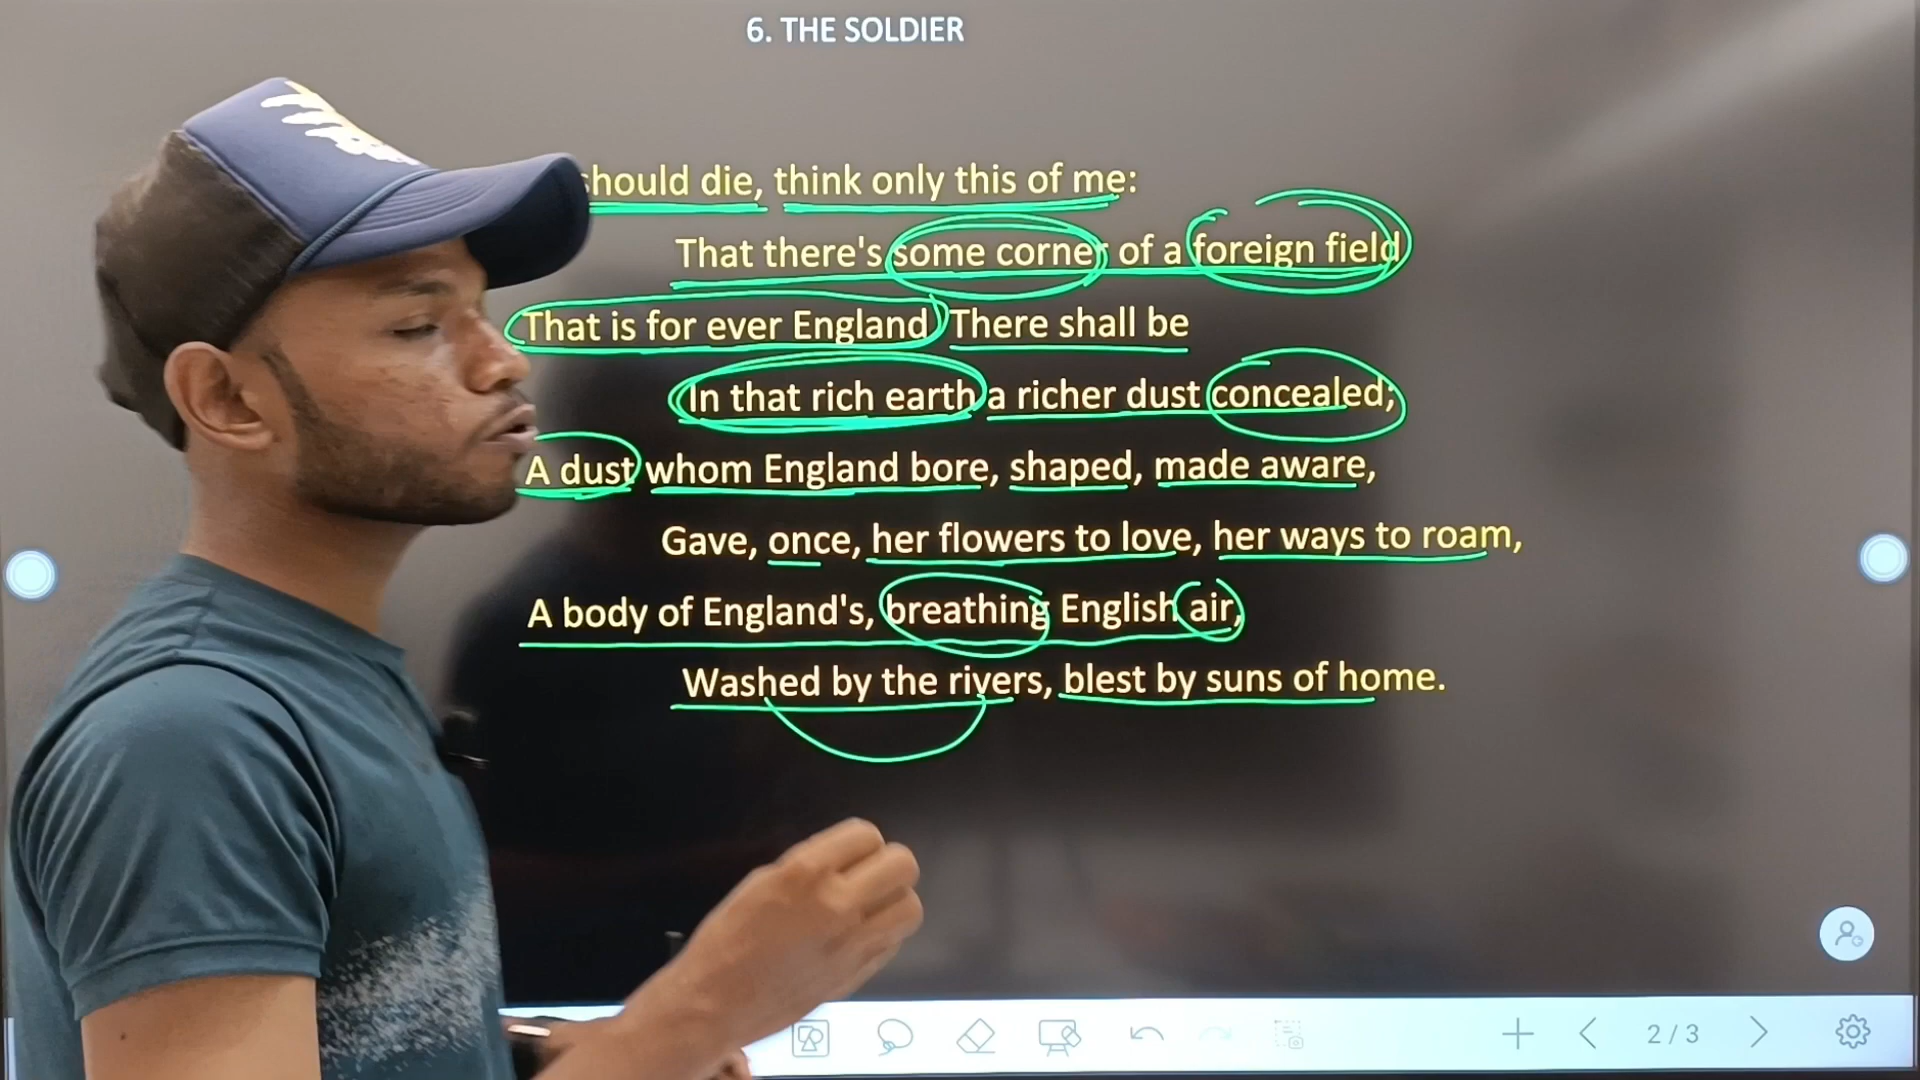 6. THE SOLDIER
should die, think only this of me:
That there's some corner of a foreign field
That is for ever England There shall be
In that rich earth a richer dust concealed;
A dust whom England bore, shaped, made aware,
Gave, once, her flowers to love, her ways to roam,
A body of England's, breathing English air,
Washed by the rivers, blest by suns of home.
2/3